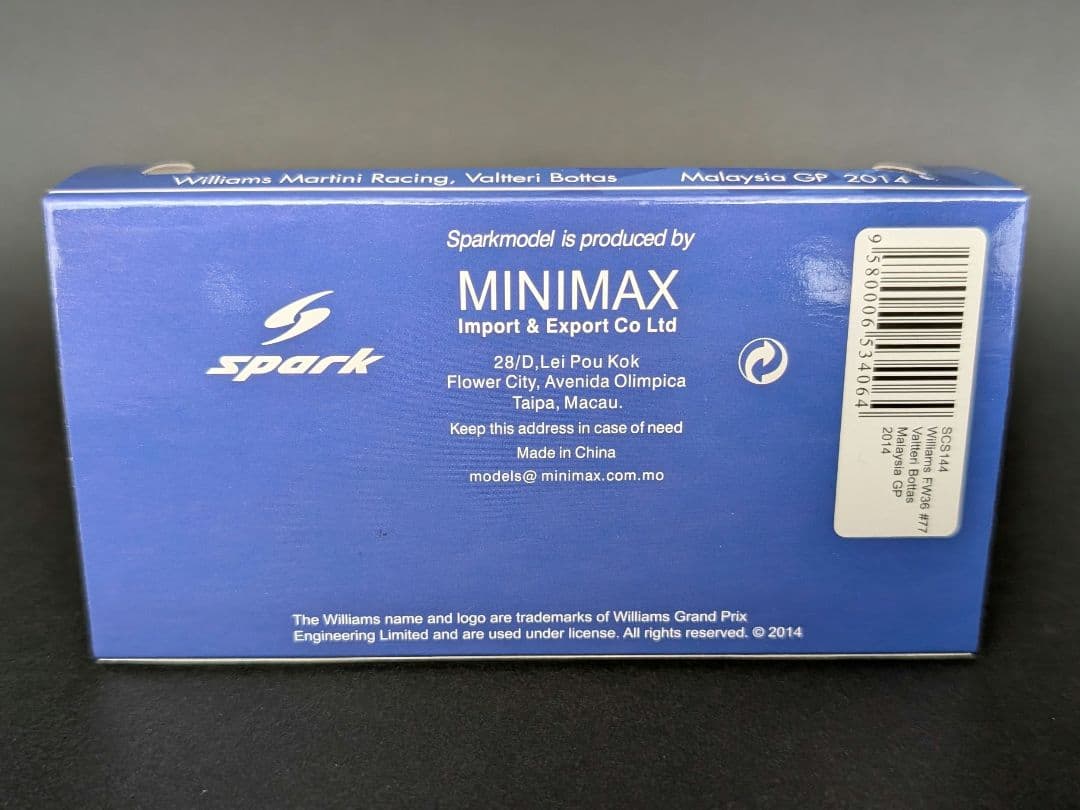 Williams Martini Racing, Valtteri Bottas Malaysia GP 2014
Sparkmodel is produced by
MINIMAX
Import & Export Co Ltd
28/D,Lei Pou Kok
Flower City, Avenida Olimpica
Taipa, Macau.
Keep this address in case of need
Made in China
models@ minimax.com.mo
spark
9 580006 534064
SCS144
Williams FW36 #77
Valtteri Bottas
Malaysia GP
2014
The Williams name and logo are trademarks of Williams Grand Prix
Engineering Limited and are used under license. All rights reserved. © 2014